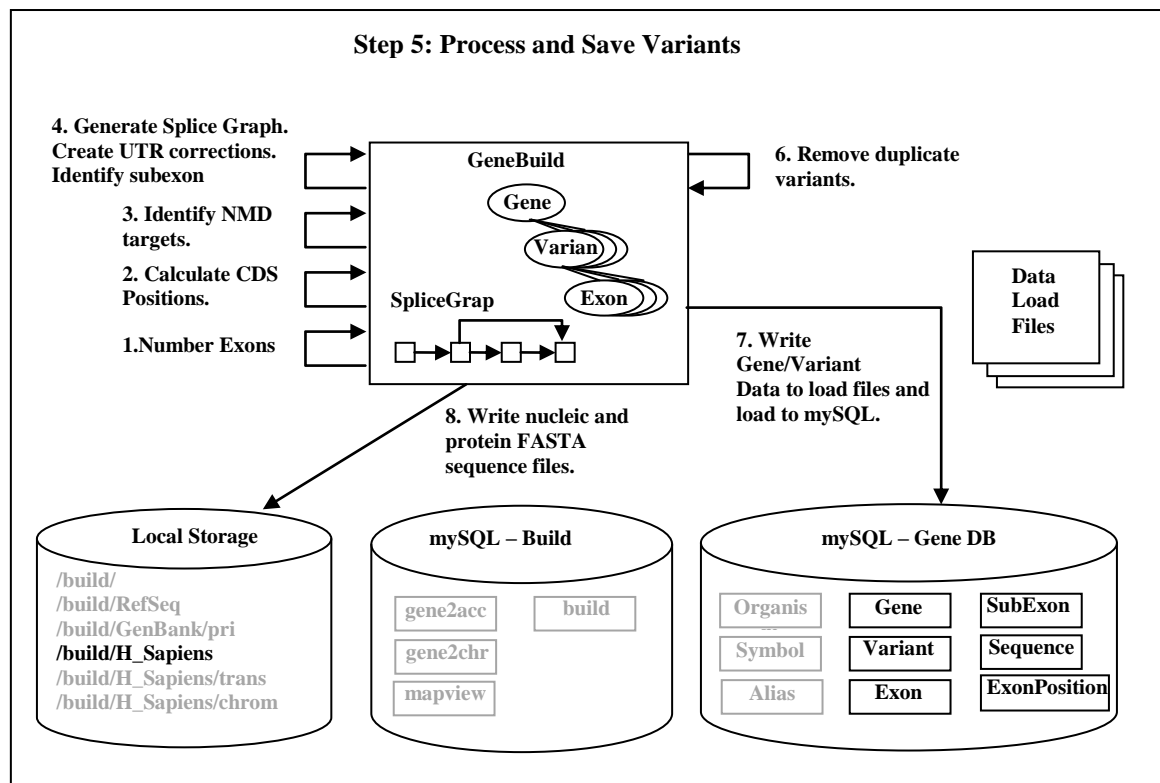 Step 5: Process and Save Variants
4. Generate Splice Graph.
Create UTR corrections.
Identify subexon
3. Identify NMD
targets.
2. Calculate CDS
Positions.
1.Number Exons
GeneBuild
Gene
Varian
Exon
SpliceGrap
6. Remove duplicate
variants.
Data
Load
Files
7. Write
Gene/Variant
Data to load files and
load to mySQL.
8. Write nucleic and
protein FASTA
sequence files.
Local Storage
/build/
/build/RefSeq
/build/GenBank/pri
/build/H_Sapiens
/build/H_Sapiens/trans
/build/H_Sapiens/chrom
mySQL – Build
gene2acc
build
gene2chr
mapview
mySQL – Gene DB
Organis
Gene
SubExon
Symbol
Variant
Sequence
Alias
Exon
ExonPosition